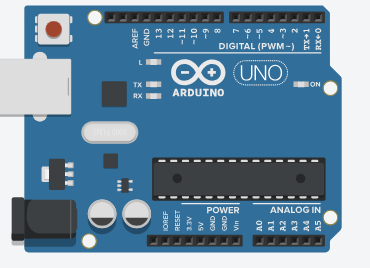 AREF
GND
13
12
~11
~10
~9
8
7
~6
~5
4
~3
2
TX→1
RX←0
DIGITAL (PWM~)
L
TX
RX
ARDUINO
UNO
ON
POWER
ANALOG IN
IOREF
RESET
3.3V
5V
GND
GND
Vin
A0
A1
A2
A3
A4
A5